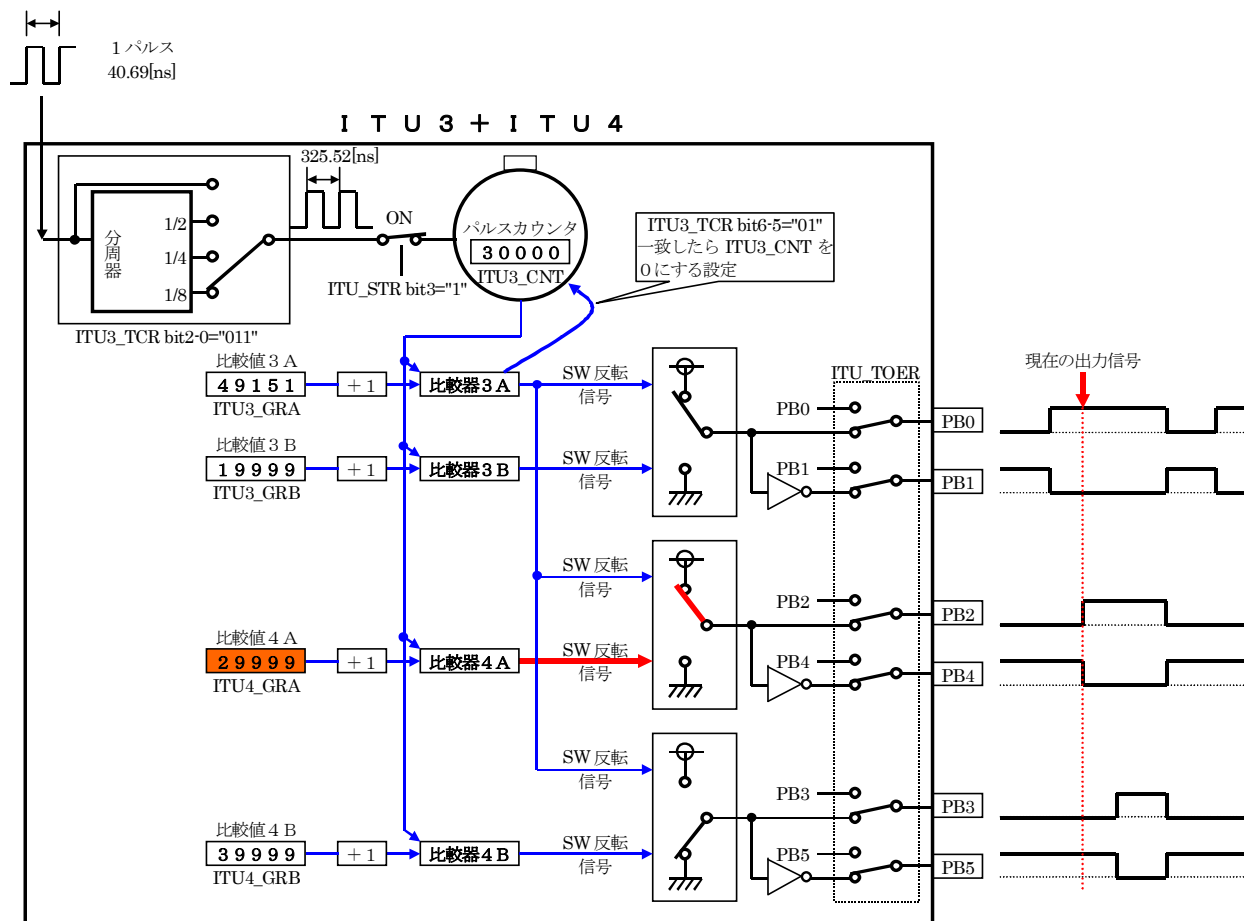 1 パルス
40.69[ns]
ＩＴＵ３＋ＩＴＵ４
325.52[ns]
分周器
1/2
1/4
1/8
ITU3_TCR bit2-0="011"
ON
ITU_STR bit3="1"
パルスカウンタ
３００００
ITU3_CNT
ITU3_TCR bit6-5="01"
一致したら ITU3_CNT を
０にする設定
比較値３Ａ
４９１５１
ITU3_GRA
＋1
比較器３Ａ
SW 反転
信号
比較値３Ｂ
１９９９９
ITU3_GRB
＋1
比較器３Ｂ
SW 反転
信号
ITU_TOER
PB0
PB0
PB1
PB1
現在の出力信号
SW 反転
信号
比較値４Ａ
２９９９９
ITU4_GRA
＋1
比較器４Ａ
SW 反転
信号
PB2
PB2
PB4
PB4
SW 反転
信号
比較値４Ｂ
３９９９９
ITU4_GRB
＋1
比較器４Ｂ
SW 反転
信号
PB3
PB3
PB5
PB5